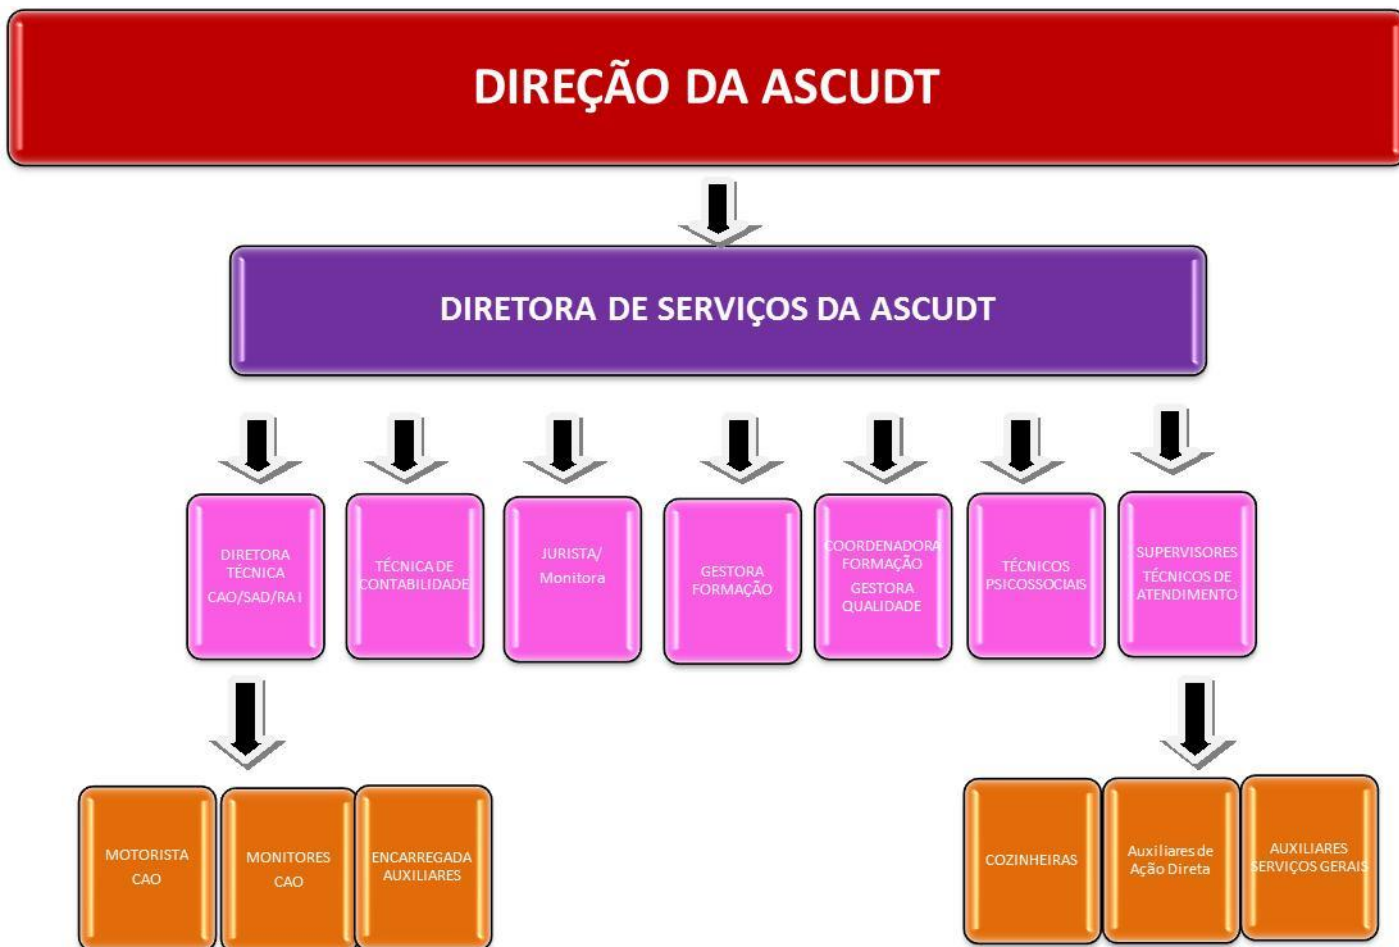 DIREÇÃO DA ASCUDT
DIRETORA DE SERVIÇOS DA ASCUDT
DIRETORA
TÉCNICA
CAO/SAD/RA I
TÉCNICA DE
CONTABILIDADE
JURISTA/
Monitora
GESTORA
FORMAÇÃO
COORDENADORA
FORMAÇÃO
GESTORA
QUALIDADE
TÉCNICOS
PSICOSSOCIAIS
SUPERVISORES
TÉCNICOS DE
ATENDIMENTO
MOTORISTA
CAO
MONITORES
CAO
ENCARREGADA
AUXILIARES
COZINHEIRAS
Auxiliares de
Ação Direta
AUXILIARES
SERVIÇOS GERAIS